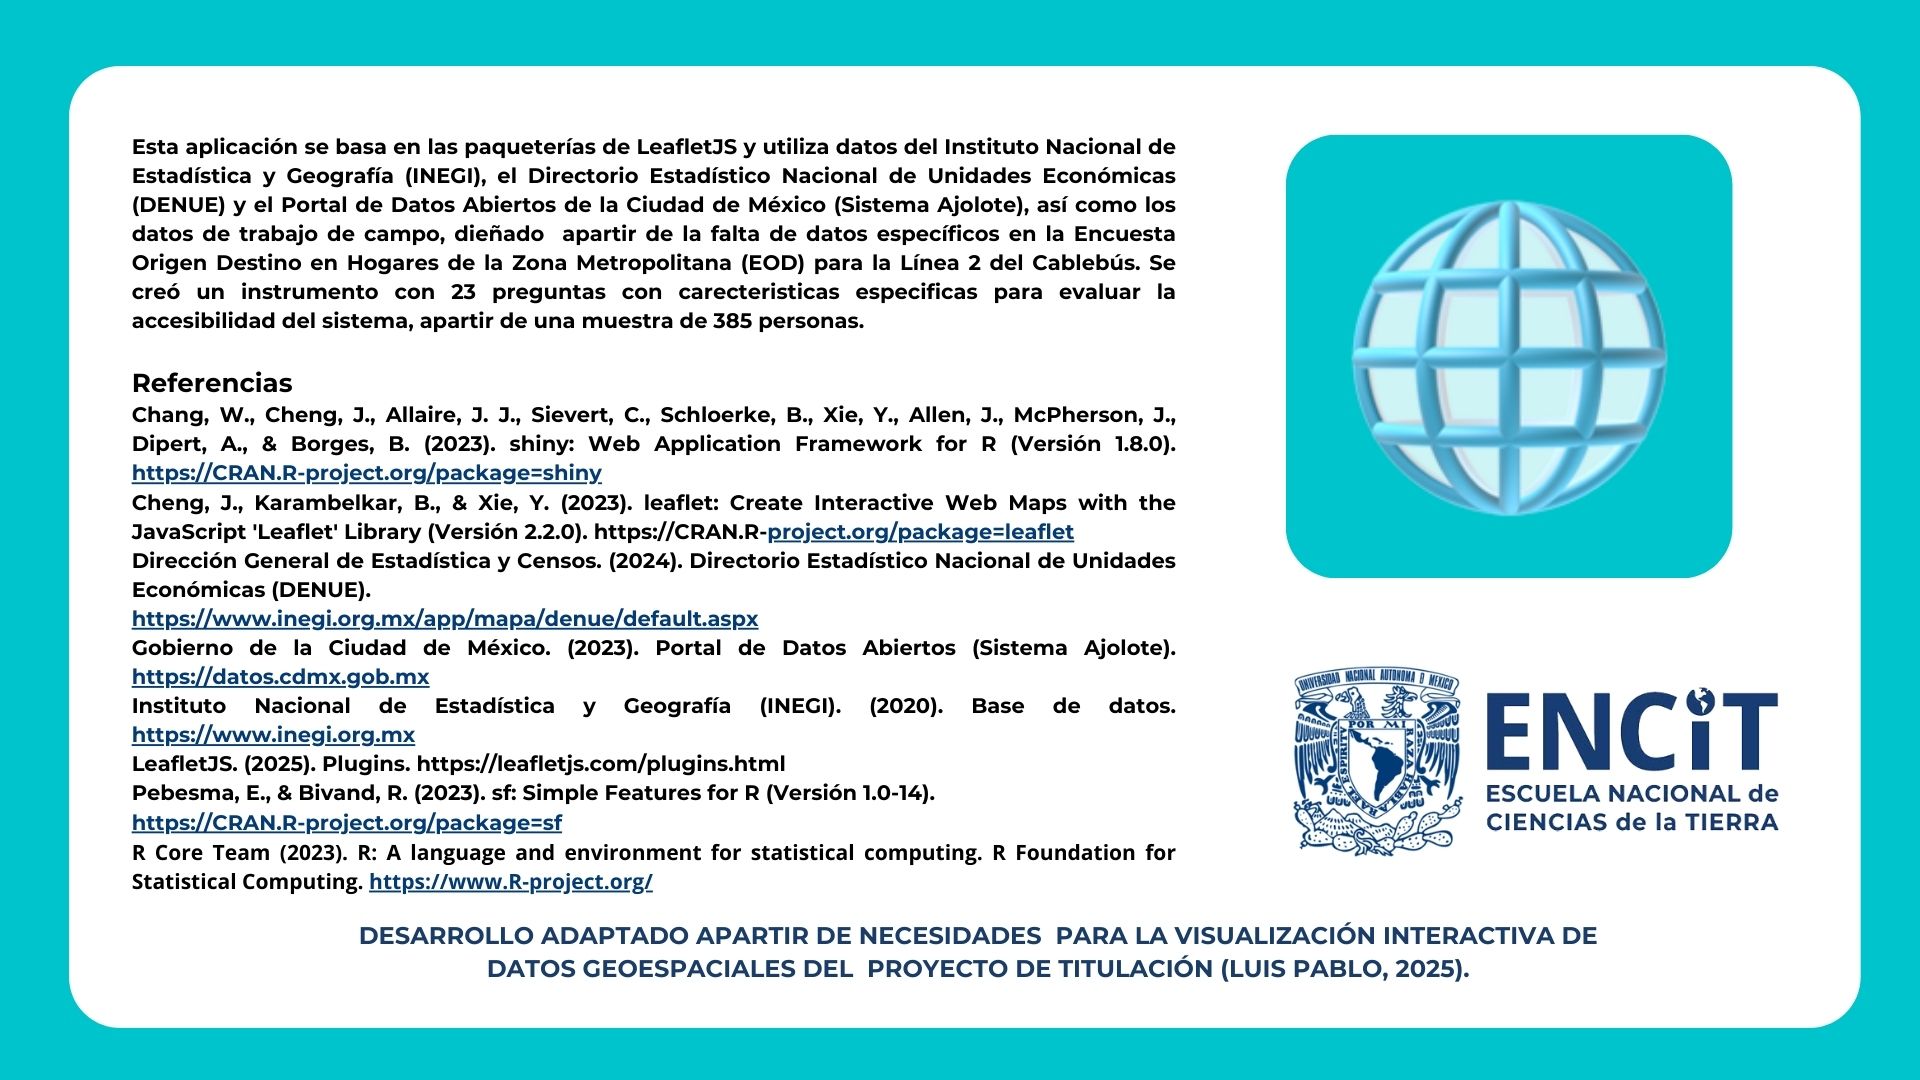 Esta aplicación se basa en las paqueterías de LeafletJS y utiliza datos del Instituto Nacional de
Estadística y Geografía (INEGI), el Directorio Estadístico Nacional de Unidades Económicas
(DENUE) y el Portal de Datos Abiertos de la Ciudad de México (Sistema Ajolote), así como los
datos de trabajo de campo, dieñado  apartir de la falta de datos específicos en la Encuesta
Origen Destino en Hogares de la Zona Metropolitana (EOD) para la Línea 2 del Cablebús. Se
creó un instrumento con 23 preguntas con carecteristicas especificas para evaluar la
accesibilidad del sistema, apartir de una muestra de 385 personas.
Referencias
Chang, W., Cheng, J., Allaire, J. J., Sievert, C., Schloerke, B., Xie, Y., Allen, J., McPherson, J.,
Dipert, A., & Borges, B. (2023). shiny: Web Application Framework for R (Versión 1.8.0).
https://CRAN.R-project.org/package=shiny
Cheng, J., Karambelkar, B., & Xie, Y. (2023). leaflet: Create Interactive Web Maps with the
JavaScript 'Leaflet' Library (Versión 2.2.0). https://CRAN.R-project.org/package=leaflet
Dirección General de Estadística y Censos. (2024). Directorio Estadístico Nacional de Unidades
Económicas (DENUE).
https://www.inegi.org.mx/app/mapa/denue/default.aspx
Gobierno de la Ciudad de México. (2023). Portal de Datos Abiertos (Sistema Ajolote).
https://datos.cdmx.gob.mx
Instituto Nacional de Estadística y Geografía (INEGI). (2020). Base de datos.
https://www.inegi.org.mx
LeafletJS. (2025). Plugins. https://leafletjs.com/plugins.html
Pebesma, E., & Bivand, R. (2023). sf: Simple Features for R (Versión 1.0-14).
https://CRAN.R-project.org/package=sf
R Core Team (2023). R: A language and environment for statistical computing. R Foundation for
Statistical Computing. https://www.R-project.org/
UNIVERSIDAD NACIONAL AUTONOMA D MEXICO
POR MI RAZA HABLARA EL ESPIRITV
ENCiT
ESCUELA NACIONAL de
CIENCIAS de la TIERRA
DESARROLLO ADAPTADO APARTIR DE NECESIDADES  PARA LA VISUALIZACIÓN INTERACTIVA DE
DATOS GEOESPACIALES DEL  PROYECTO DE TITULACIÓN (LUIS PABLO, 2025).